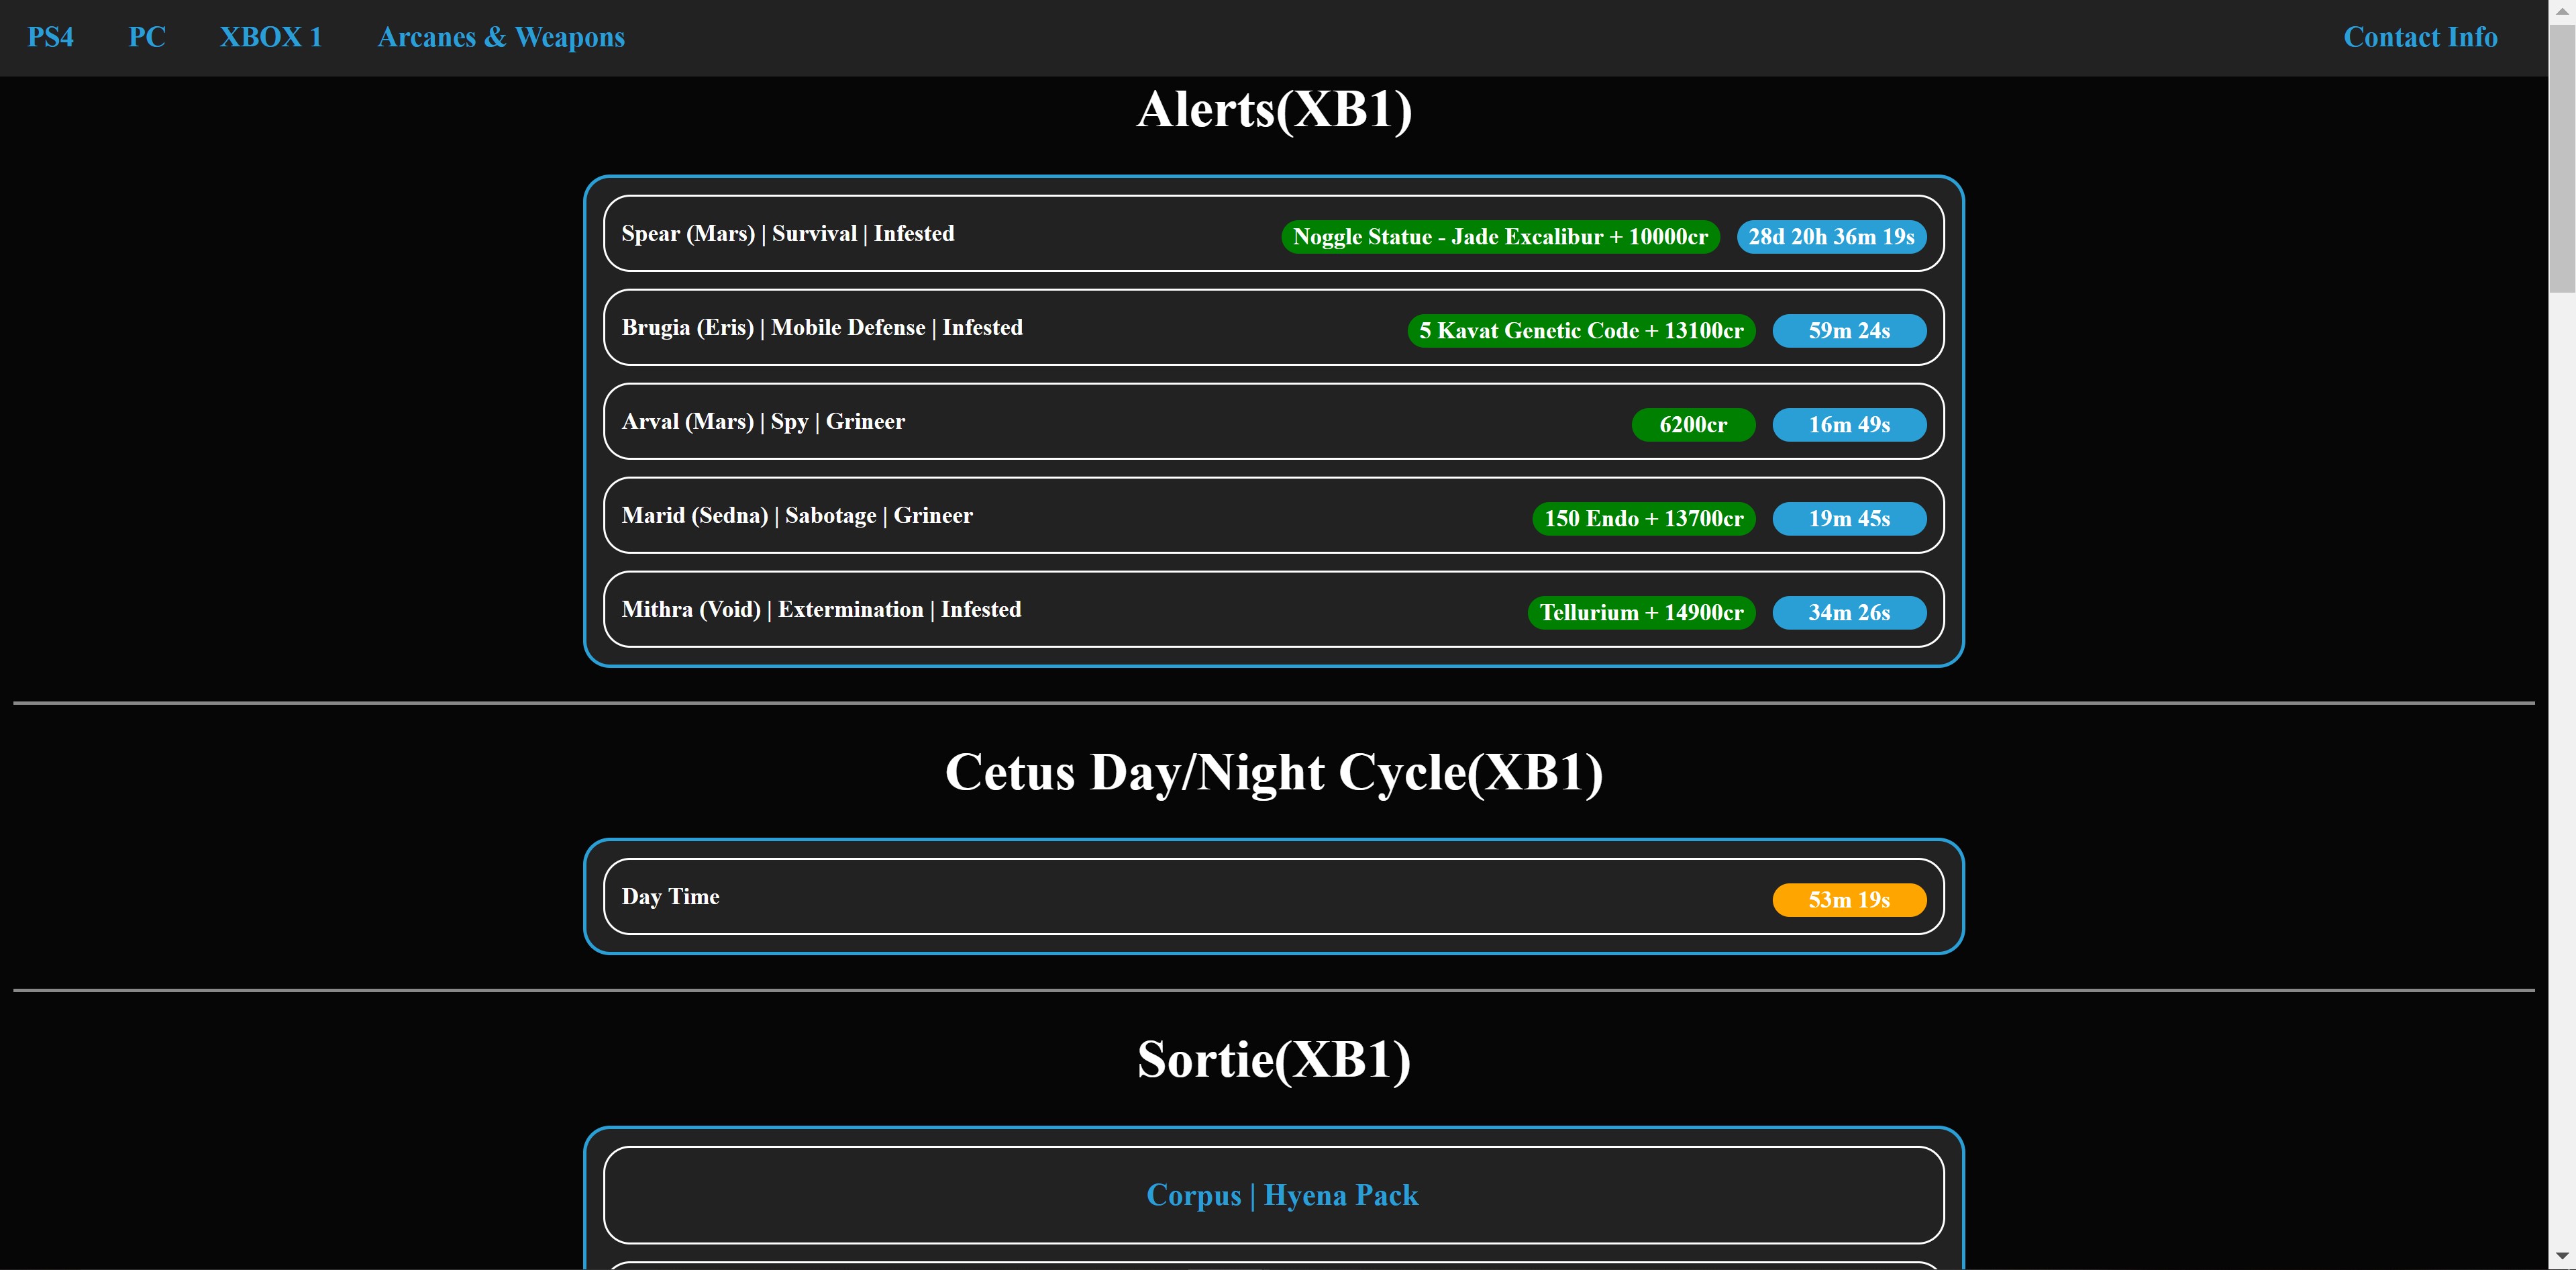 PS4 PC XBOX 1 Arcanes & Weapons Contact Info
Alerts(XB1)
Spear (Mars) | Survival | Infested Noggle Statue - Jade Excalibur + 10000cr 28d 20h 36m 19s
Brugia (Eris) | Mobile Defense | Infested 5 Kavat Genetic Code + 13100cr 59m 24s
Arval (Mars) | Spy | Grineer 6200cr 16m 49s
Marid (Sedna) | Sabotage | Grineer 150 Endo + 13700cr 19m 45s
Mithra (Void) | Extermination | Infested Tellurium + 14900cr 34m 26s
Cetus Day/Night Cycle(XB1)
Day Time 53m 19s
Sortie(XB1)
Corpus | Hyena Pack